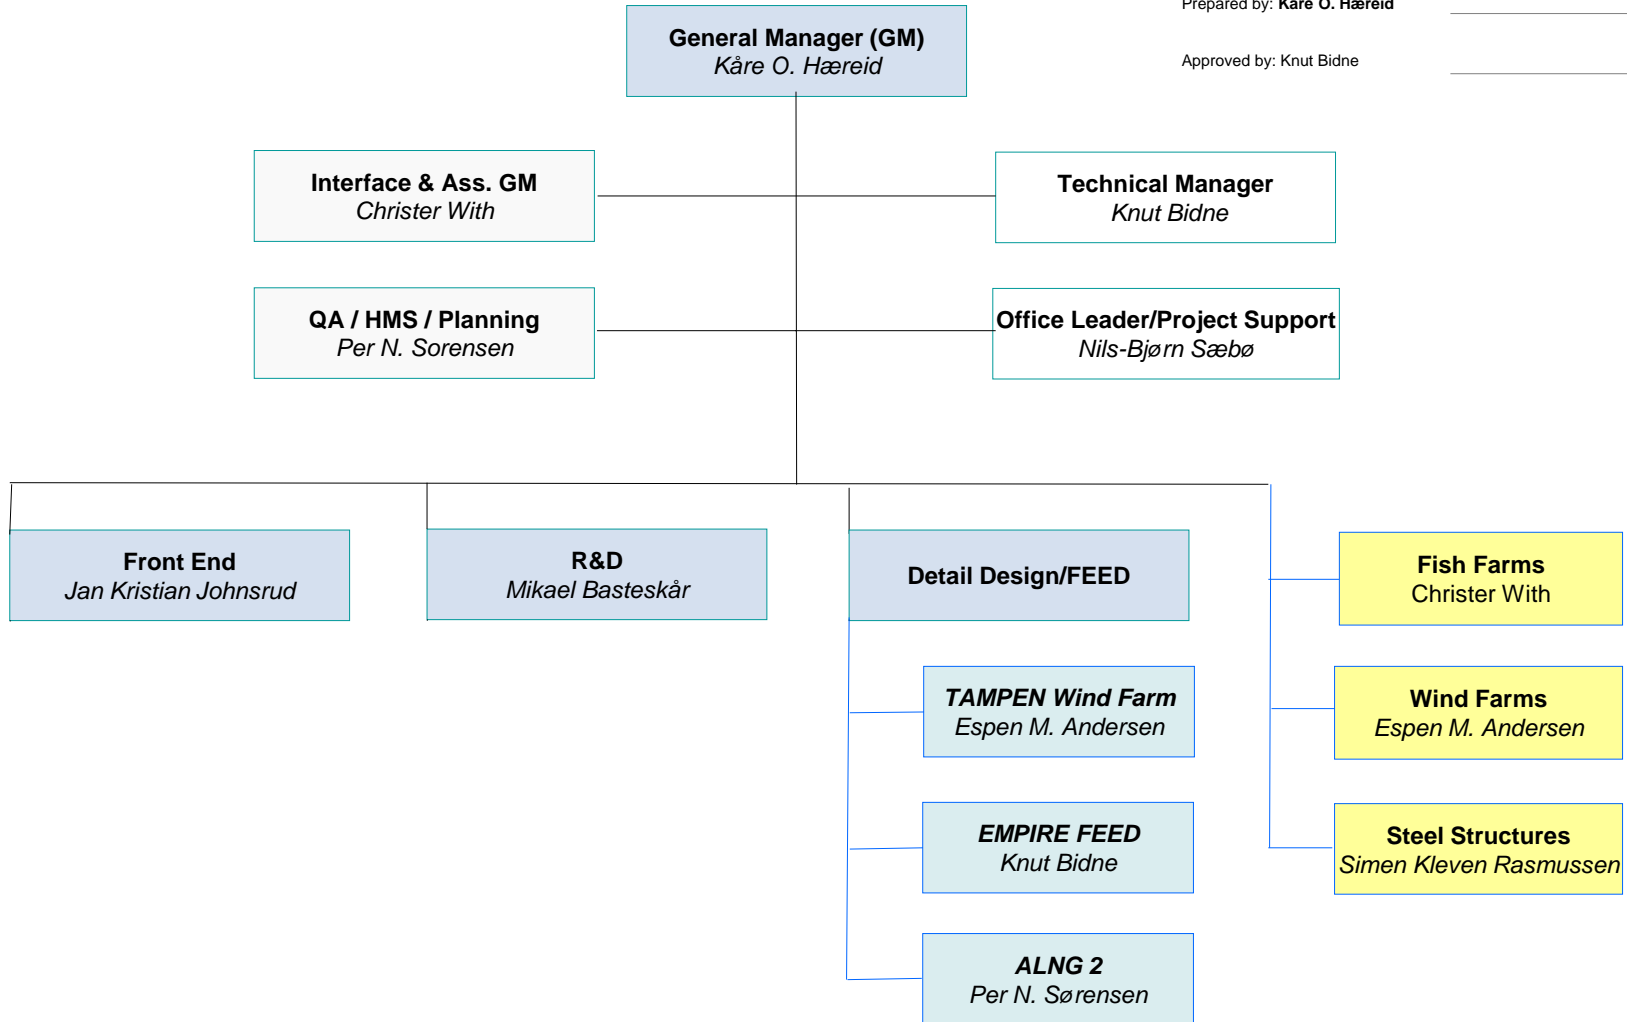 Prepared by: Kåre O. Hæreid
General Manager (GM)
Kåre O. Hæreid
Approved by: Knut Bidne
Interface & Ass. GM
Christer With
Technical Manager
Knut Bidne
QA / HMS / Planning
Per N. Sorensen
Office Leader/Project Support
Nils-Bjørn Sæbø
Front End
Jan Kristian Johnsrud
R&D
Mikael Basteskår
Detail Design/FEED
Fish Farms
Christer With
TAMPEN Wind Farm
Espen M. Andersen
Wind Farms
Espen M. Andersen
EMPIRE FEED
Knut Bidne
Steel Structures
Simen Kleven Rasmussen
ALNG 2
Per N. Sørensen